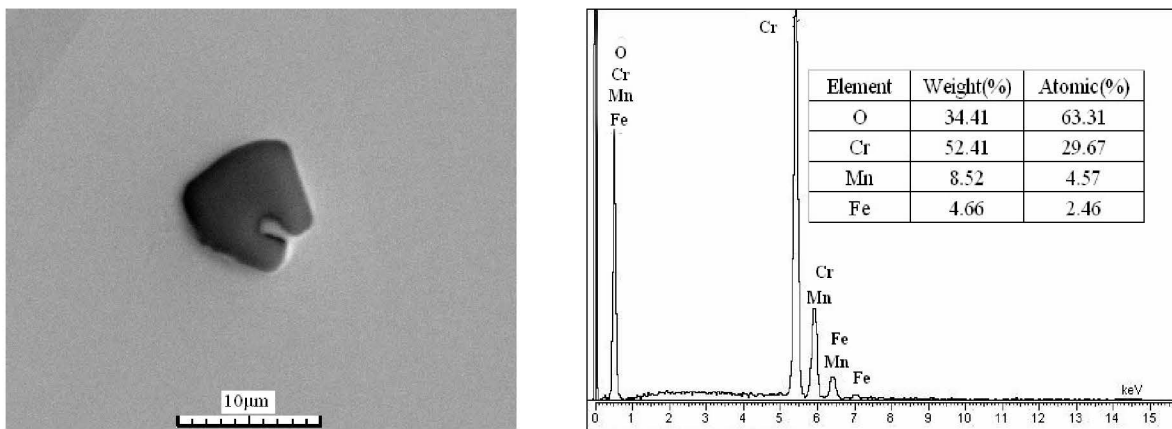 10µm
O
Cr
Mn
Fe
Cr
Element Weight(%) Atomic(%)
O 34.41 63.31
Cr 52.41 29.67
Mn 8.52 4.57
Fe 4.66 2.46
Cr
Mn
Fe
Mn
Fe
keV
0 1 2 3 4 5 6 7 8 9 10 11 12 13 14 15